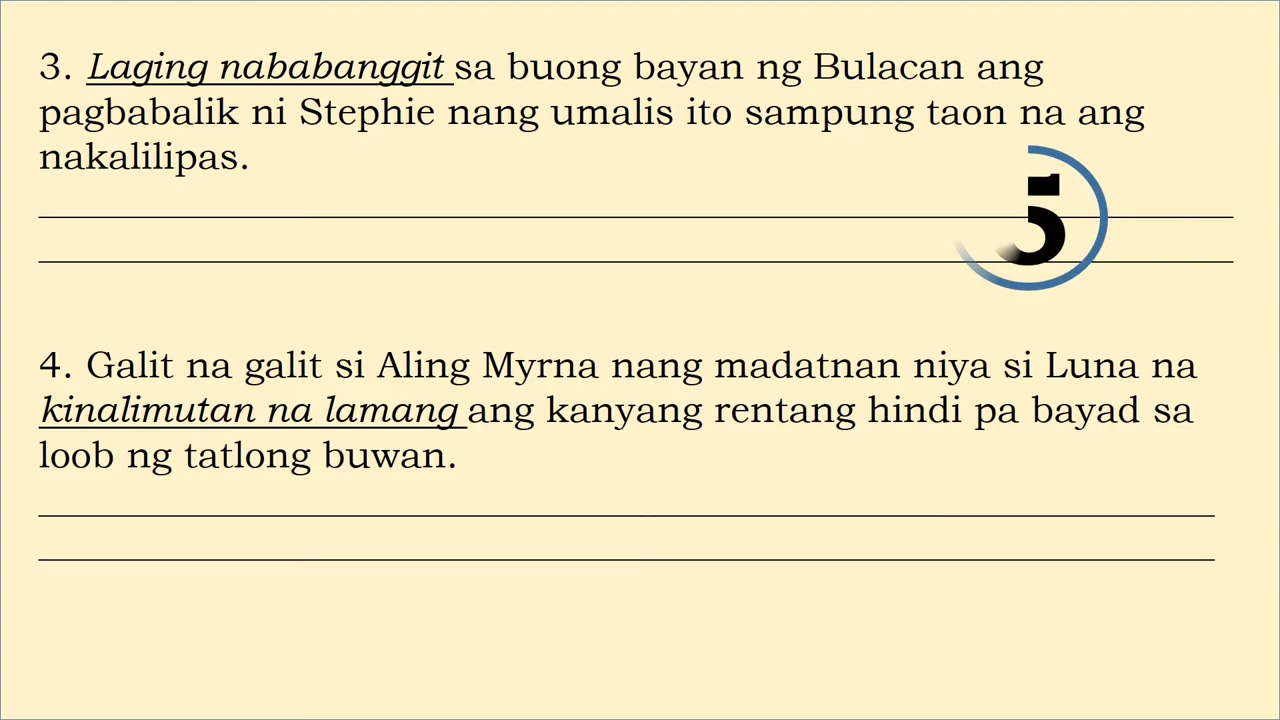 3. Laging nababanggit sa buong bayan ng Bulacan ang
pagbabalik ni Stephie nang umalis ito sampung taon na ang
nakalilipas.
5
4. Galit na galit si Aling Myrna nang madatnan niya si Luna na
kinalimutan na lamang ang kanyang rentang hindi pa bayad sa
loob ng tatlong buwan.